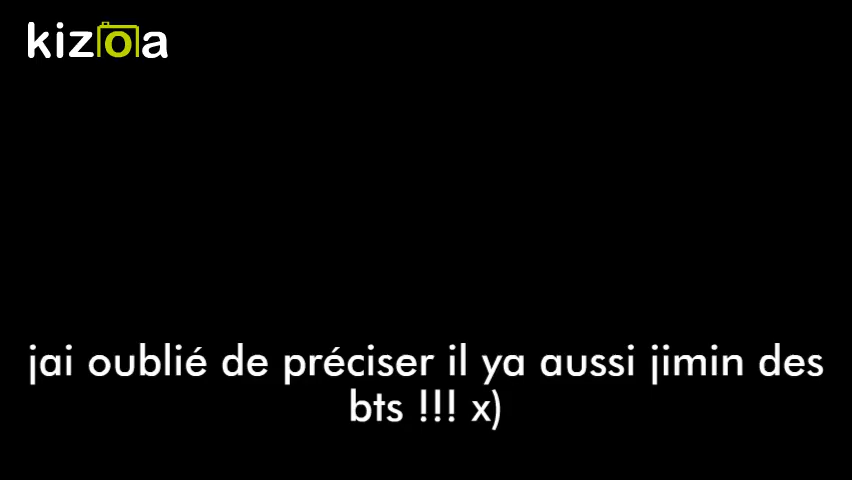 kizoa
jai oublié de préciser il ya aussi jimin des
bts !!! x)